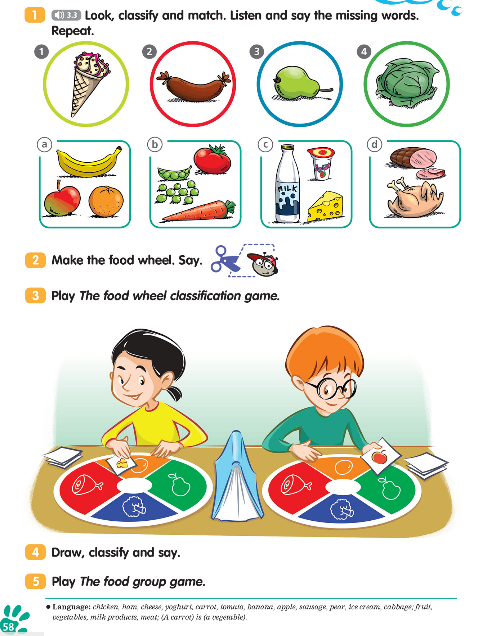 1 3.3 Look, classify and match. Listen and say the missing words.
Repeat.
1 2 3 4
a b c d
MILK
2 Make the food wheel. Say.
3 Play The food wheel classification game.
4 Draw, classify and say.
5 Play The food group game.
● Language: chicken, ham, cheese, yoghurt, carrot, tomato, banana, apple, sausage, pear, ice cream, cabbage; fruit,
vegetables, milk products, meat; (A carrot) is (a vegetable).
58